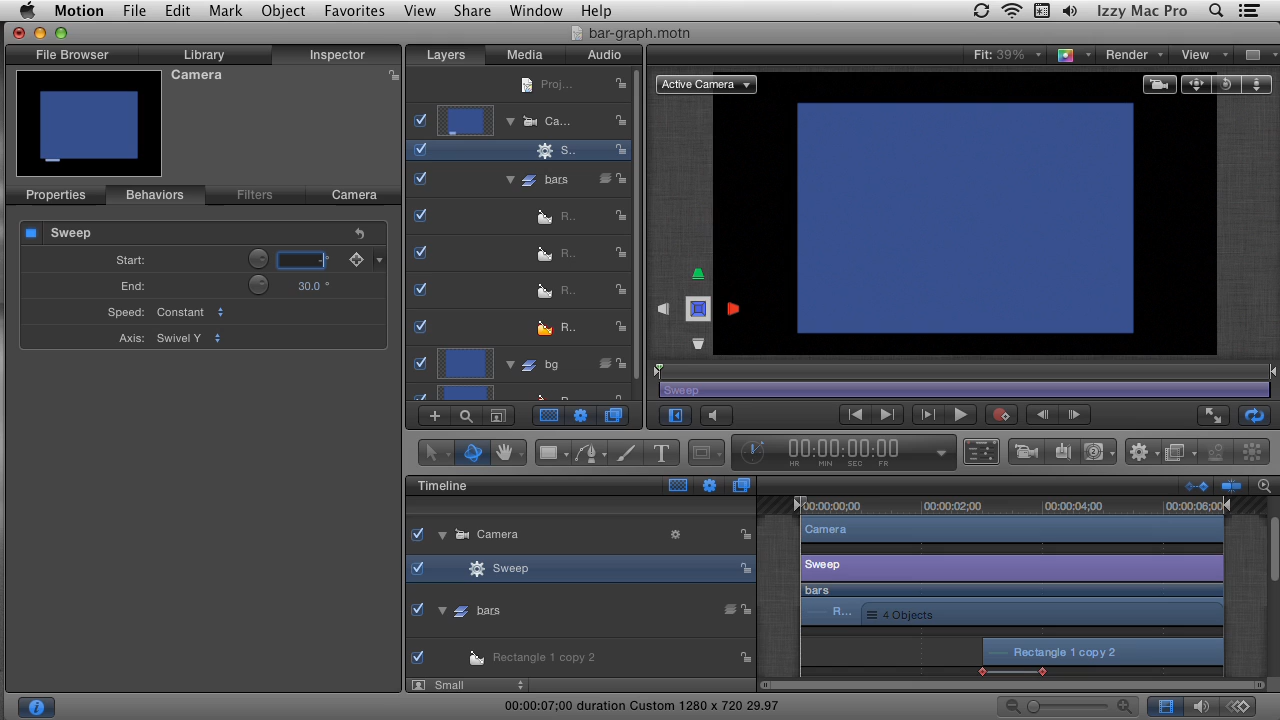 Motion File Edit Mark Object Favorites View Share Window Help Izzy Mac Pro
bar-graph.motn
File Browser Library Inspector
Camera
Properties Behaviors Filters Camera
Sweep
Start: -°
End: 30.0 °
Speed: Constant
Axis: Swivel Y
Layers Media Audio
Proj...
Ca...
S..
bars
R..
R..
R..
R..
bg
Fit: 39% Render View
Active Camera
Sweep
00:00:00:00
HR MIN SEC FR
T
Timeline
00:00:00;00 00:00:02;00 00:00:04;00 00:00:06;00
Camera
Camera
Sweep
Sweep
bars
bars
R... 4 Objects
Rectangle 1 copy 2
Rectangle 1 copy 2
Small
00:00:07;00 duration Custom 1280 x 720 29.97